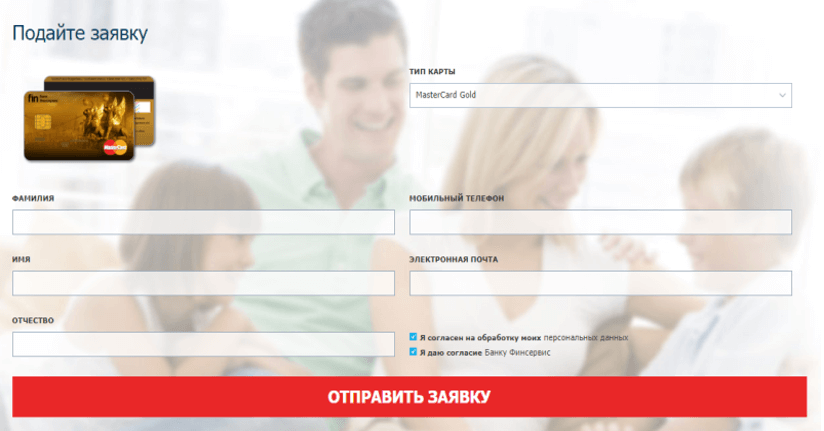 Подайте заявку
ТИП КАРТЫ
MasterCard Gold
fin
MasterCard
ФАМИЛИЯ
МОБИЛЬНЫЙ ТЕЛЕФОН
ИМЯ
ЭЛЕКТРОННАЯ ПОЧТА
ОТЧЕСТВО
Я согласен на обработку моих персональных данных
Я даю согласие Банку Финсервис
ОТПРАВИТЬ ЗАЯВКУ